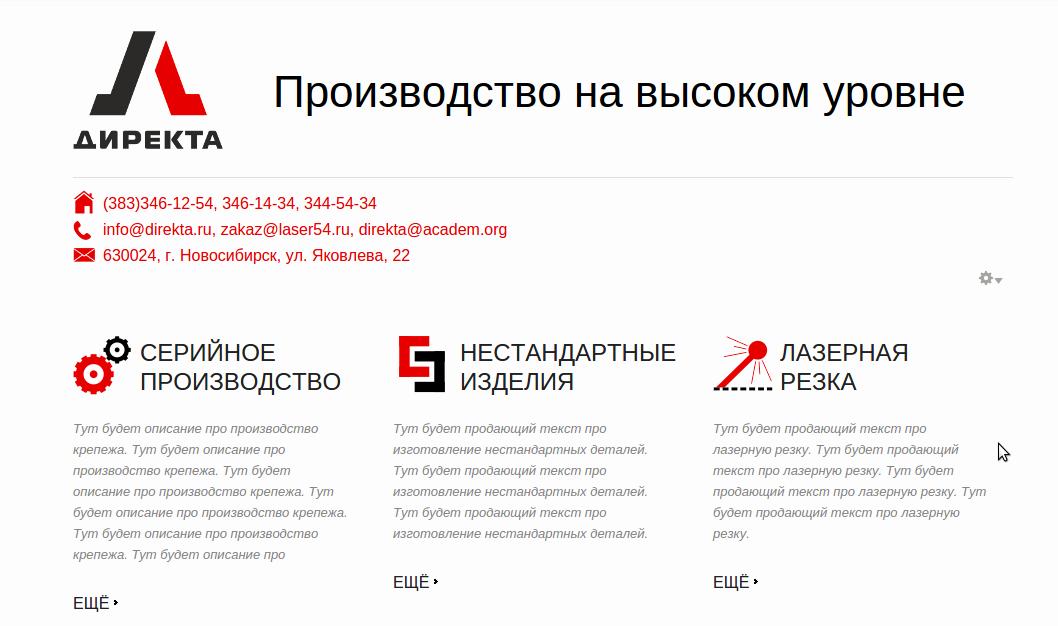 ДИРЕКТА
Производство на высоком уровне
(383)346-12-54, 346-14-34, 344-54-34
info@direkta.ru, zakaz@laser54.ru, direkta@academ.org
630024, г. Новосибирск, ул. Яковлева, 22
СЕРИЙНОЕ
ПРОИЗВОДСТВО
Тут будет описание про производство
крепежа. Тут будет описание про
производство крепежа. Тут будет
описание про производство крепежа. Тут
будет описание про производство крепежа.
Тут будет описание про производство
крепежа. Тут будет описание про
ЕЩЁ
НЕСТАНДАРТНЫЕ
ИЗДЕЛИЯ
Тут будет продающий текст про
изготовление нестандартных деталей.
Тут будет продающий текст про
изготовление нестандартных деталей.
Тут будет продающий текст про
изготовление нестандартных деталей.
ЕЩЁ
ЛАЗЕРНАЯ
РЕЗКА
Тут будет продающий текст про
лазерную резку. Тут будет продающий
текст про лазерную резку. Тут будет
продающий текст про лазерную резку. Тут
будет продающий текст про лазерную
резку.
ЕЩЁ